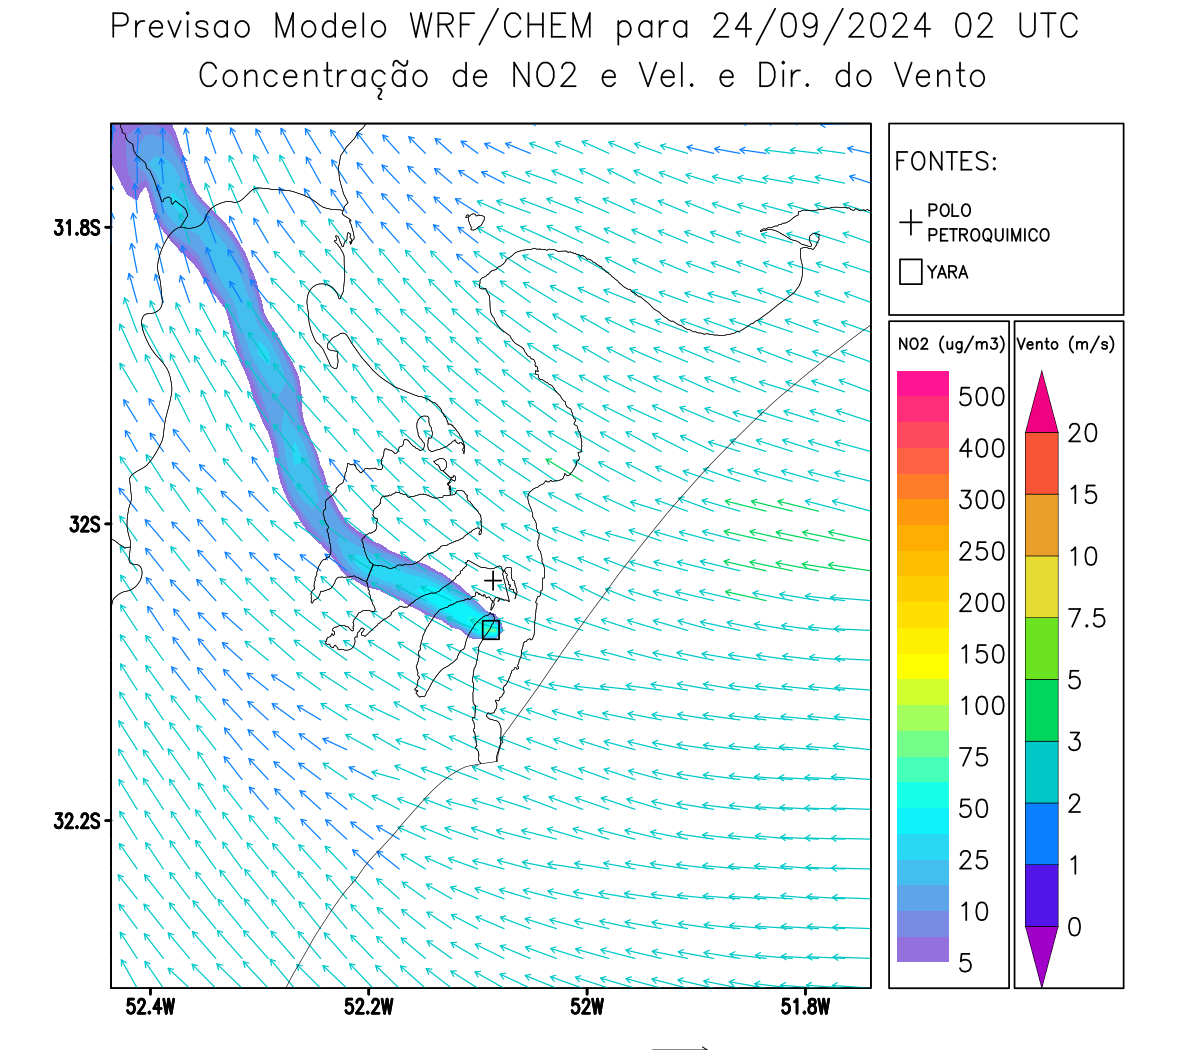 Previsao Modelo WRF/CHEM para 24/09/2024 02 UTC
Concentração de NO2 e Vel. e Dir. do Vento
FONTES:
POLO
PETROQUIMICO
YARA
NO2 (ug/m3)
500
400
300
250
200
150
100
75
50
25
10
5
Vento (m/s)
20
15
10
7.5
5
3
2
1
0
31.8S
32S
32.2S
52.4W
52.2W
52W
51.8W